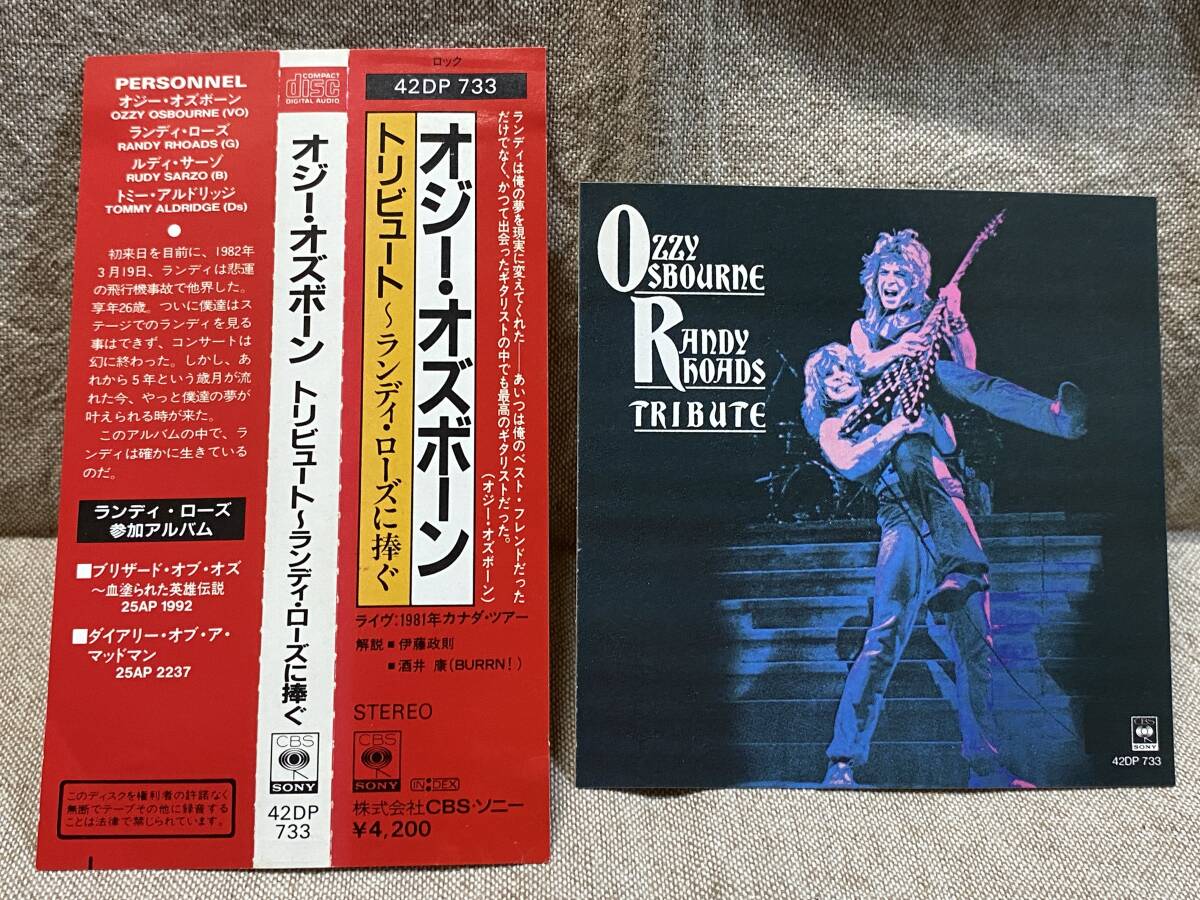 PERSONNEL
オジー・オズボーン
OZZY OSBOURNE (VO)
ランディ・ローズ
RANDY RHOADS (G)
ルディ・サーゾ
RUDY SARZO (B)
トミー・アルドリッジ
TOMMY ALDRIDGE (Ds)
●
初来日を目前に、1982年
3月19日、ランディは悲運
の飛行機事故で他界した。
享年26歳。ついに僕達はス
テージでのランディを見る
事はできず、コンサートは
幻に終わった。しかし、あ
れから5年という歳月が流
れた今、やっと僕達の夢が
叶えられる時が来た。
このアルバムの中で、ラ
ンディは確かに生きている
のだ。
ランディ・ローズ
参加アルバム
■ブリザード・オブ・オズ
〜血塗られた英雄伝説
25AP 1992
■ダイアリー・オブ・ア・
マッドマン
25AP 2237
このディスクを権利者の許諾なく
無断でテープその他に録音する
ことは法律で禁じられています。
COMPACT
disc
DIGITAL AUDIO
オジー・オズボーン トリビュート〜ランディ・ローズに捧ぐ
CBS
SONY
42DP
733
ロック
42DP 733
ランディは俺の夢を現実に変えてくれた——あいつは俺のベスト・フレンドだった
だけでなく、かつて出会ったギタリストの中でも最高のギタリストだった。
(オジー・オズボーン)
オジー・オズボーン
トリビュート〜ランディ・ローズに捧ぐ
ライヴ:1981年カナダ・ツアー
解説■伊藤政則
■酒井 康(BURRN!)
STEREO
CBS
SONY
INDEX
株式会社CBS・ソニー
¥4,200
OZZY
OSBOURNE
RANDY
RHOADS
TRIBUTE
CBS
SONY
42DP 733